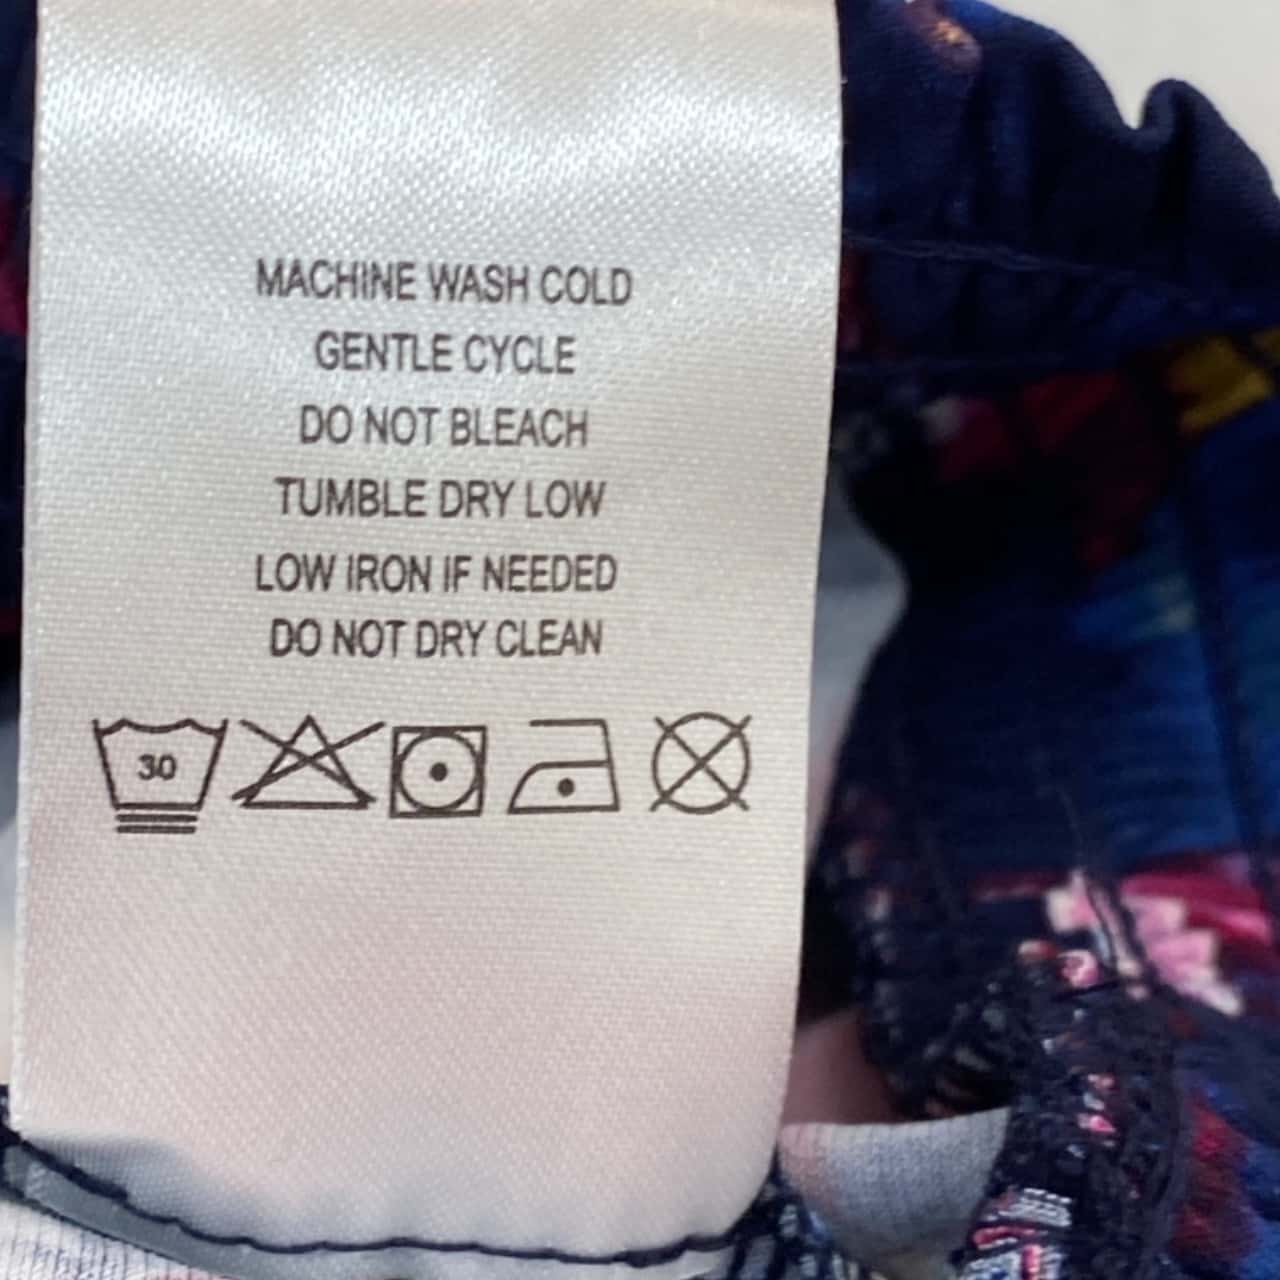 MACHINE WASH COLD
GENTLE CYCLE
DO NOT BLEACH
TUMBLE DRY LOW
LOW IRON IF NEEDED
DO NOT DRY CLEAN
30